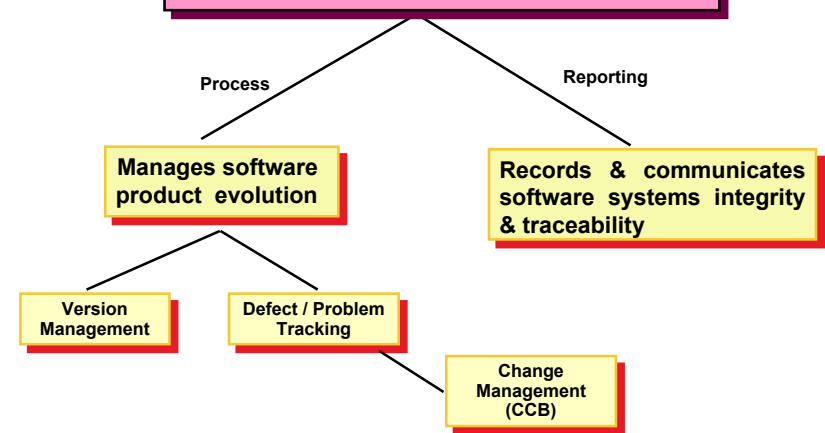 Process
Reporting
Manages software
product evolution
Records & communicates
software systems integrity
& traceability
Version
Management
Defect / Problem
Tracking
Change
Management
(CCB)